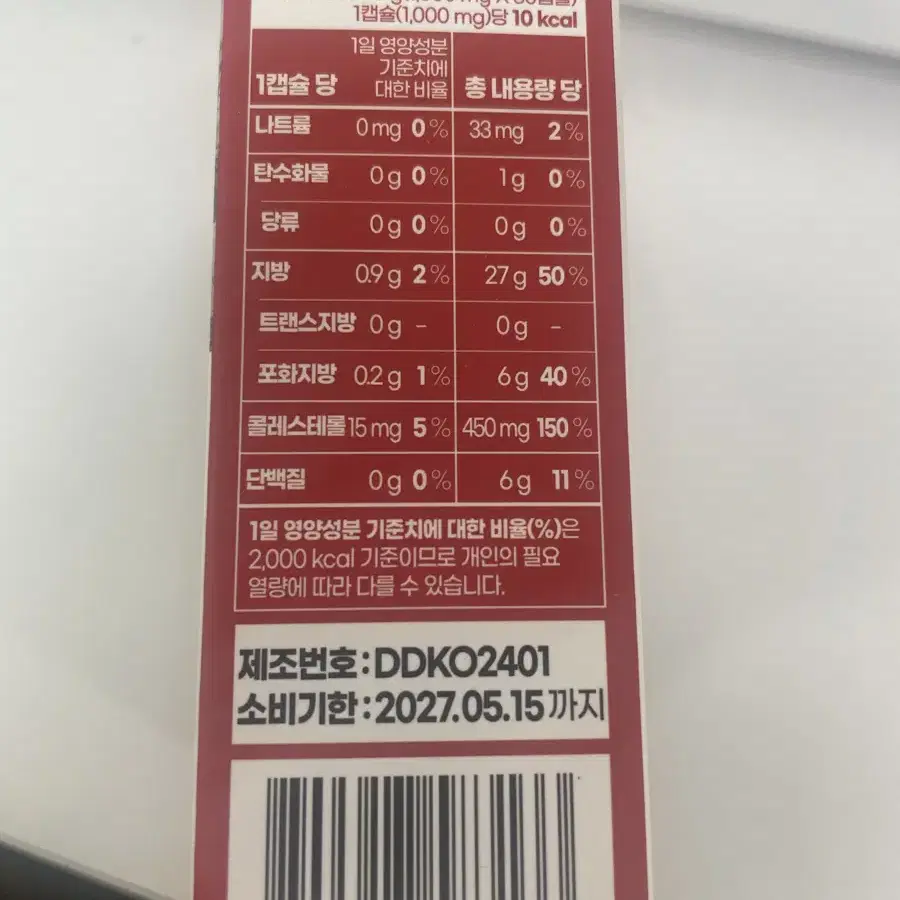 1캡슐(1,000 mg)당 10 kcal
1캡슐 당 1일 영양성분 기준치에 대한 비율 총 내용량 당
나트륨 0mg 0% 33mg 2%
탄수화물 0g 0% 1g 0%
당류 0g 0% 0g 0%
지방 0.9g 2% 27g 50%
트랜스지방 0g - 0g -
포화지방 0.2g 1% 6g 40%
콜레스테롤 15mg 5% 450mg 150%
단백질 0g 0% 6g 11%
1일 영양성분 기준치에 대한 비율(%)은
2,000 kcal 기준이므로 개인의 필요
열량에 따라 다를 수 있습니다.
제조번호:DDKO2401
소비기한:2027.05.15까지